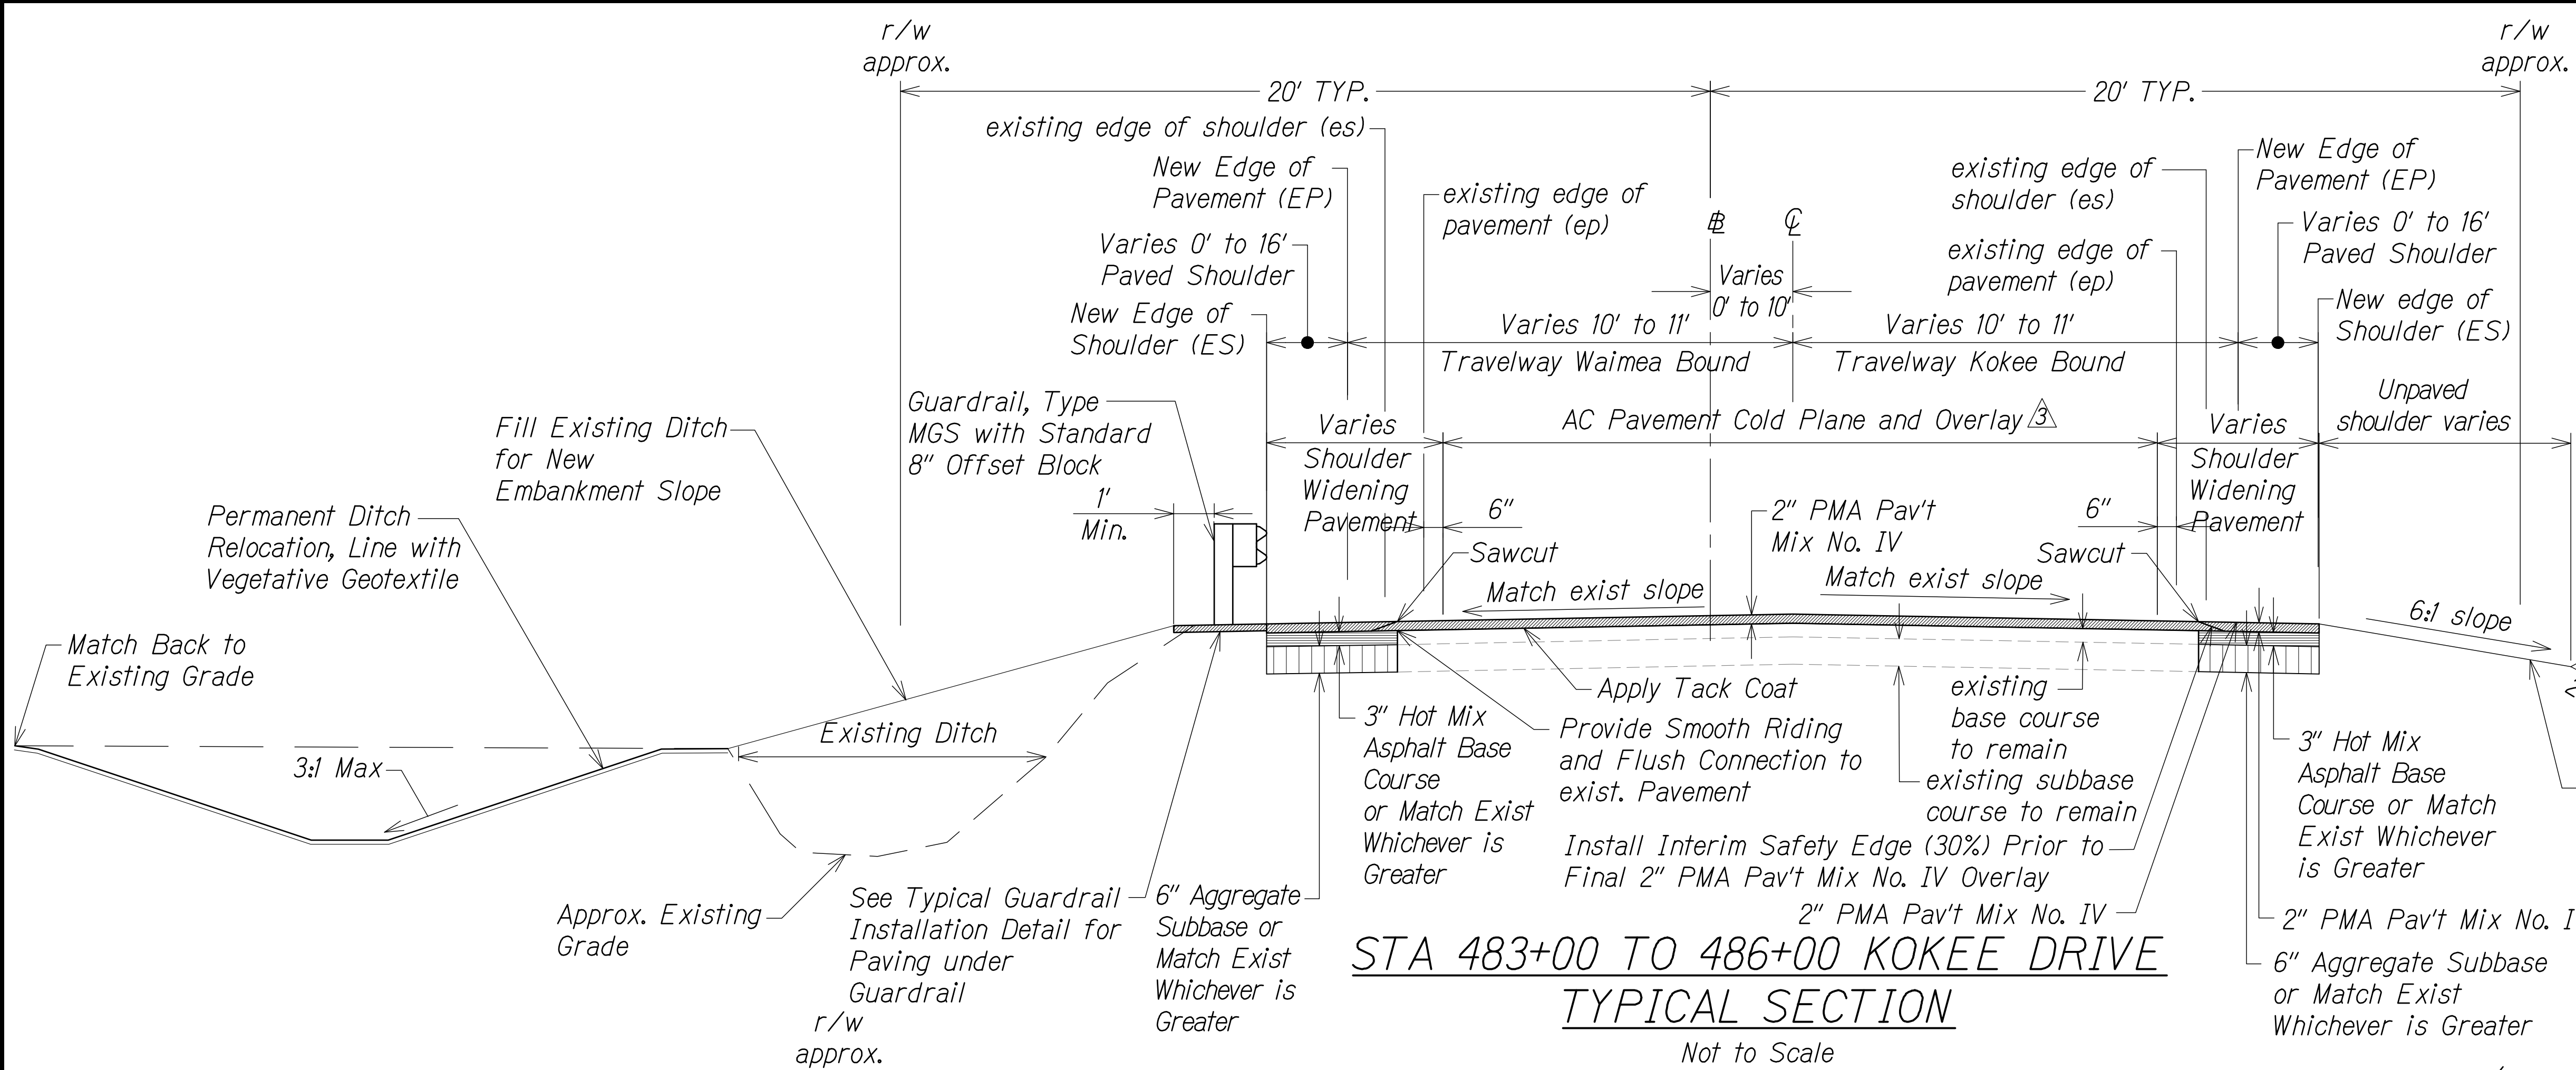 r/w
approx.
r/w
approx.
20' TYP.
20' TYP.
existing edge of shoulder (es)
New Edge of
Pavement (EP)
existing edge of
pavement (ep)
Varies 0' to 16'
Paved Shoulder
New Edge of
Shoulder (ES)
Varies
0' to 10'
existing edge of
shoulder (es)
New Edge of
Pavement (EP)
existing edge of
pavement (ep)
Varies 0' to 16'
Paved Shoulder
New edge of
Shoulder (ES)
Varies 10' to 11'
Travelway Waimea Bound
Varies 10' to 11'
Travelway Kokee Bound
Unpaved
shoulder varies
Guardrail, Type
MGS with Standard
8" Offset Block
Varies
Shoulder
Widening
Pavement
AC Pavement Cold Plane and Overlay 3
Varies
Shoulder
Widening
Pavement
Fill Existing Ditch
for New
Embankment Slope
1'
Min.
6"
Sawcut
2" PMA Pav't
Mix No. IV
6"
Sawcut
Permanent Ditch
Relocation, Line with
Vegetative Geotextile
Match exist slope
Match exist slope
6:1 slope
Match Back to
Existing Grade
3:1 Max
Existing Ditch
Apply Tack Coat
3" Hot Mix
Asphalt Base
Course
or Match Exist
Whichever is
Greater
Provide Smooth Riding
and Flush Connection to
exist. Pavement
existing
base course
to remain
existing subbase
course to remain
3" Hot Mix
Asphalt Base
Course or Match
Exist Whichever
is Greater
Install Interim Safety Edge (30%) Prior to
Final 2" PMA Pav't Mix No. IV Overlay
2" PMA Pav't Mix No. IV
Approx. Existing
Grade
See Typical Guardrail
Installation Detail for
Paving under
Guardrail
6" Aggregate
Subbase or
Match Exist
Whichever is
Greater
2" PMA Pav't Mix No. I
6" Aggregate Subbase
or Match Exist
Whichever is Greater
STA 483+00 TO 486+00 KOKEE DRIVE
TYPICAL SECTION
Not to Scale
r/w
approx.